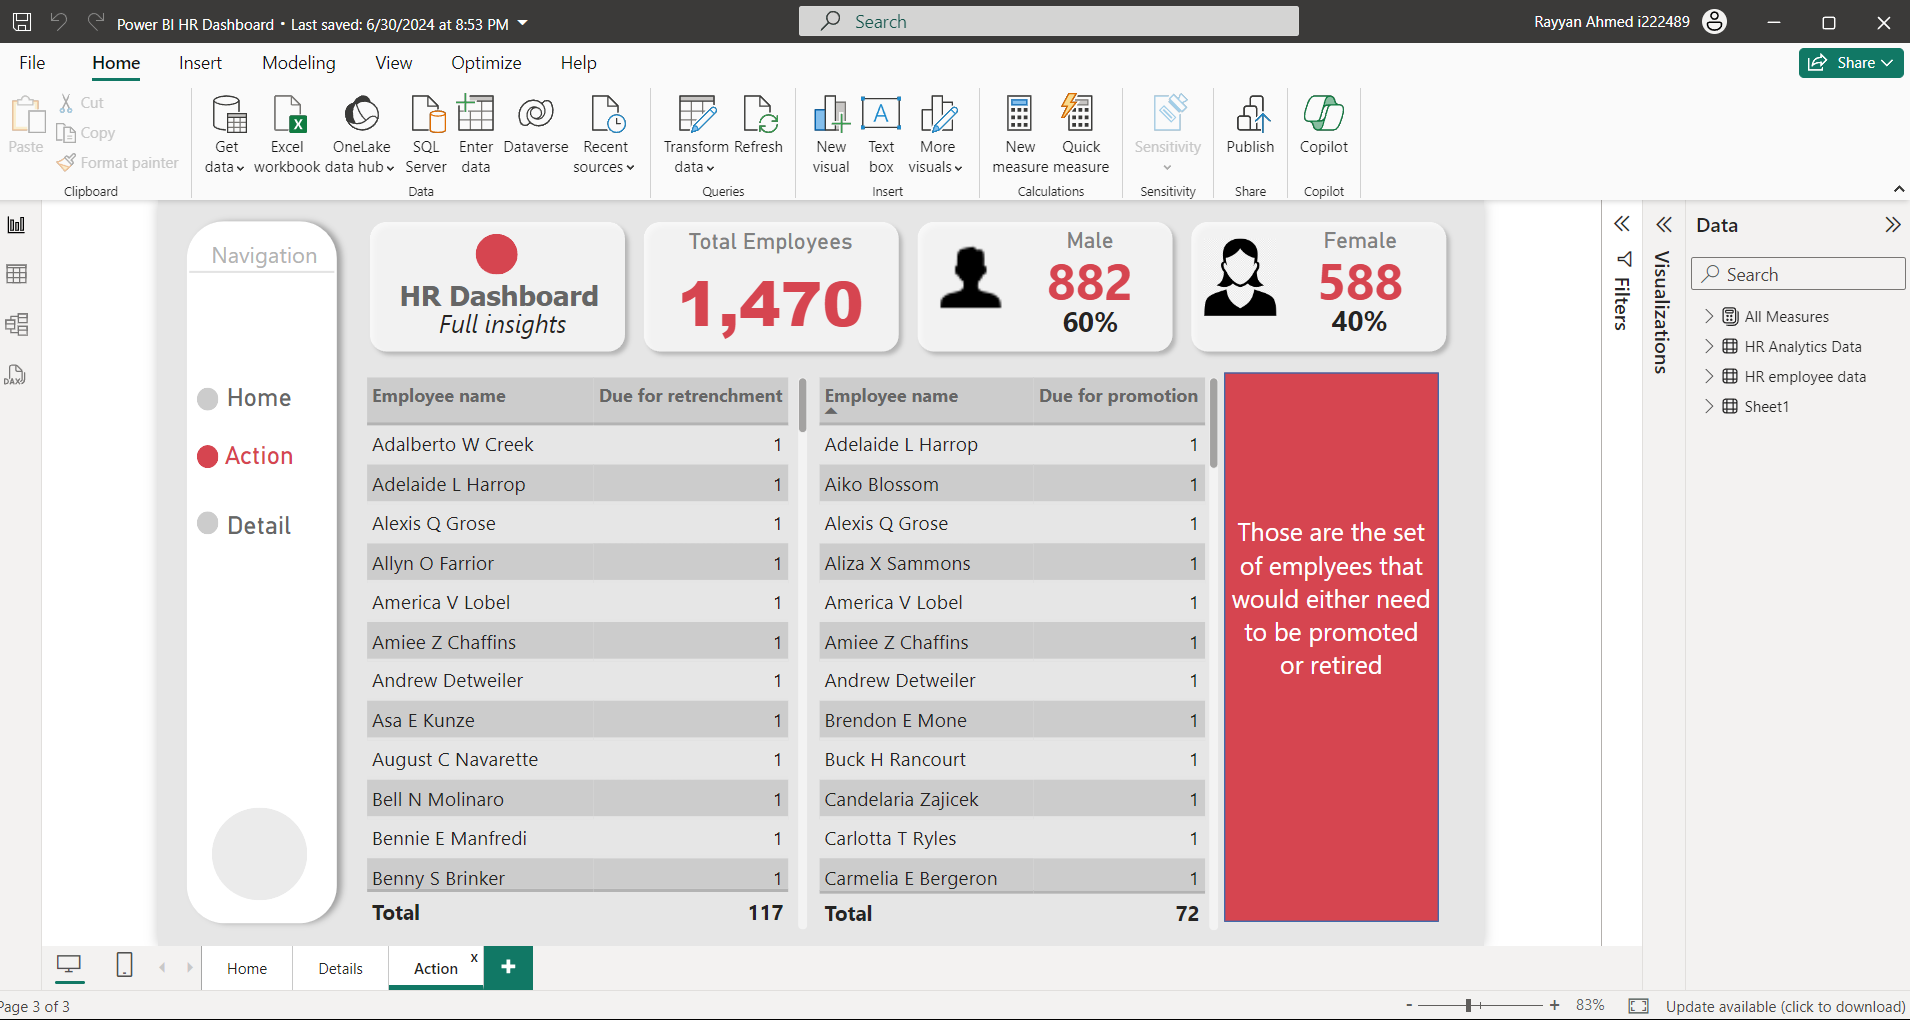 Power BI HR Dashboard • Last saved: 6/30/2024 at 8:53 PM
Search
Rayyan Ahmed i222489
File Home Insert Modeling View Optimize Help
Share
Paste
Cut
Copy
Format painter
Clipboard
Get data
Excel workbook
OneLake data hub
SQL Server
Enter data
Dataverse
Recent sources
Data
Transform data
Refresh
Queries
New visual
Text box
More visuals
Insert
New measure
Quick measure
Calculations
Sensitivity
Sensitivity
Publish
Share
Copilot
Copilot
Navigation
Home
Action
Detail
HR Dashboard
Full insights
Total Employees
1,470
Male
882
60%
Female
588
40%
Employee name Due for retrenchment
Adalberto W Creek 1
Adelaide L Harrop 1
Alexis Q Grose 1
Allyn O Farrior 1
America V Lobel 1
Amiee Z Chaffins 1
Andrew Detweiler 1
Asa E Kunze 1
August C Navarette 1
Bell N Molinaro 1
Bennie E Manfredi 1
Benny S Brinker 1
Total 117
Employee name Due for promotion
Adelaide L Harrop 1
Aiko Blossom 1
Alexis Q Grose 1
Aliza X Sammons 1
America V Lobel 1
Amiee Z Chaffins 1
Andrew Detweiler 1
Brendon E Mone 1
Buck H Rancourt 1
Candelaria Zajicek 1
Carlotta T Ryles 1
Carmelia E Bergeron 1
Total 72
Those are the set
of emplyees that
would either need
to be promoted
or retired
Filters
Visualizations
Data
Search
All Measures
HR Analytics Data
HR employee data
Sheet1
DAX
Home Details Action x +
Page 3 of 3
- + 83%
Update available (click to download)